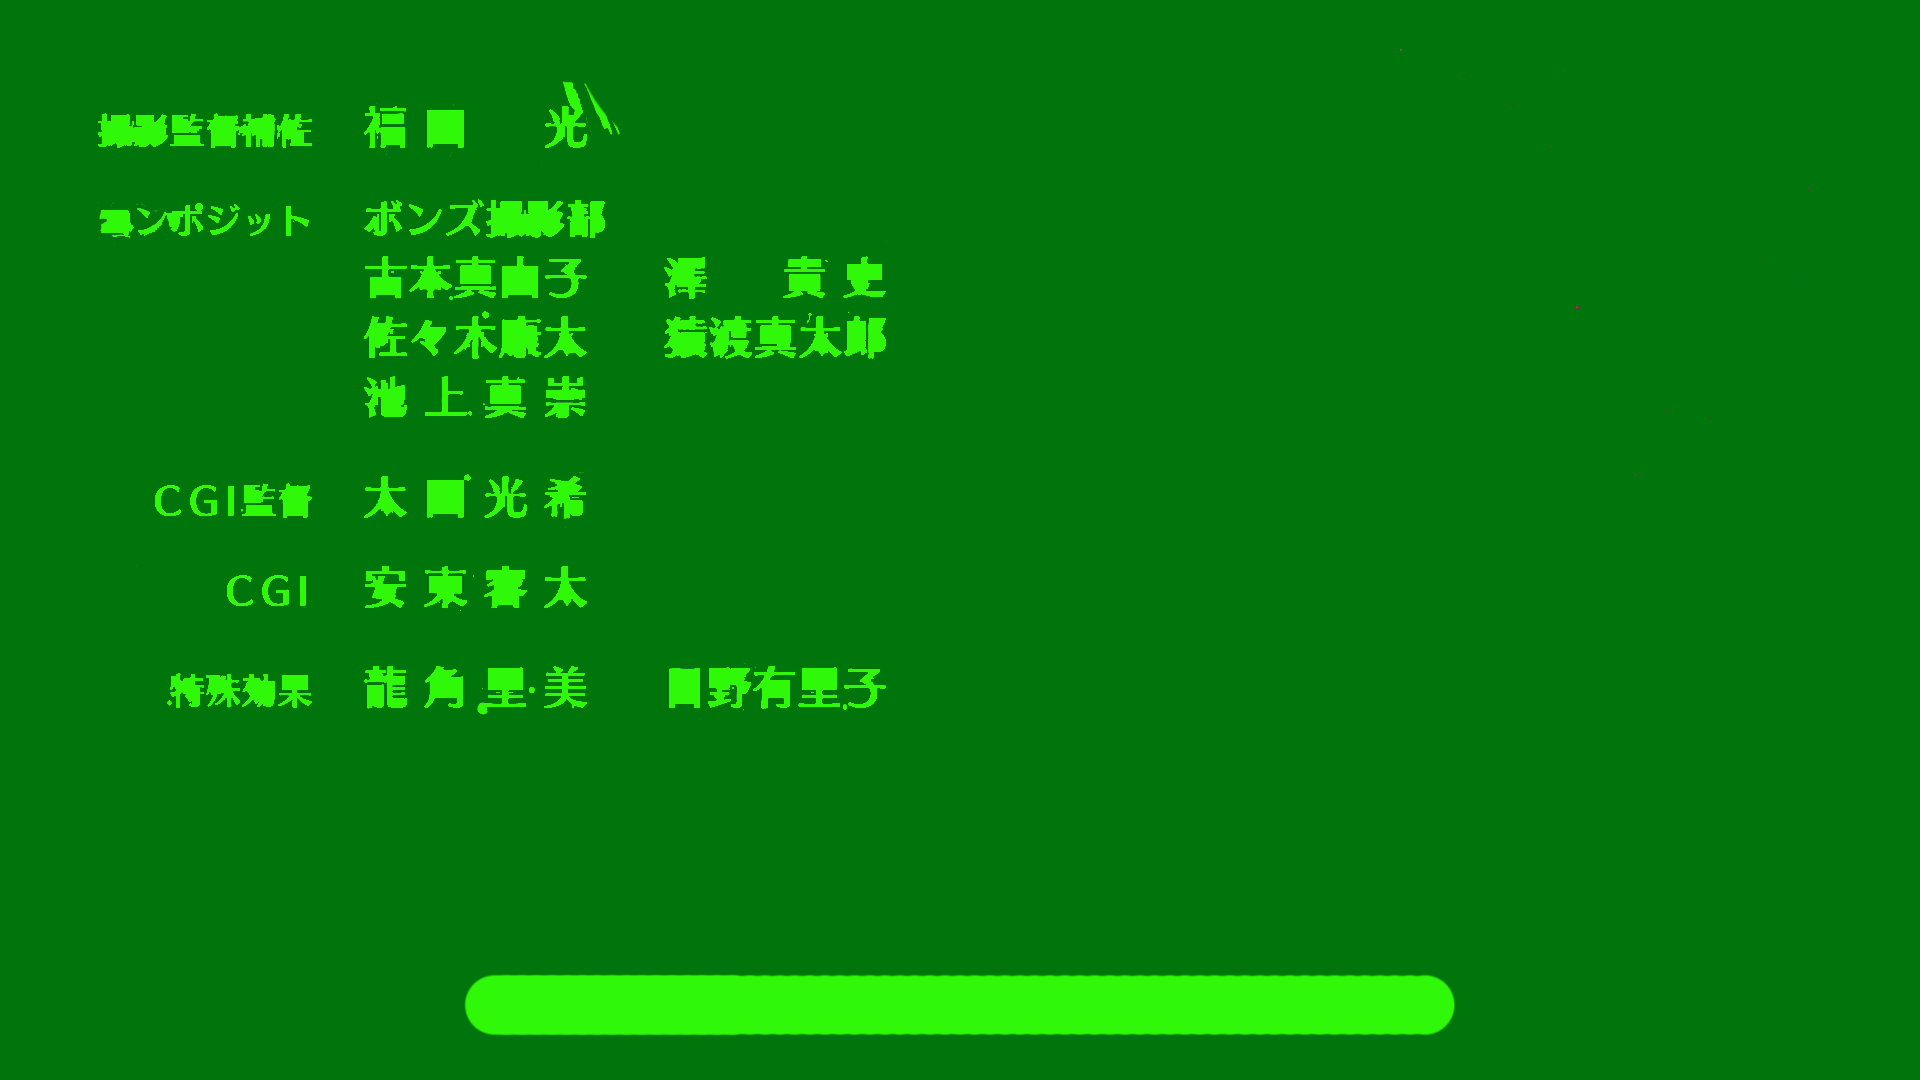 撮影監督補佐 福田 光
コンポジット ボンズ撮影部
古本真由子 澤 貴史
佐々木康太 猿渡真太郎
池上真崇
CGI監督 太田光希
CGI 安東容太
特殊効果 龍角里美 日野有里子